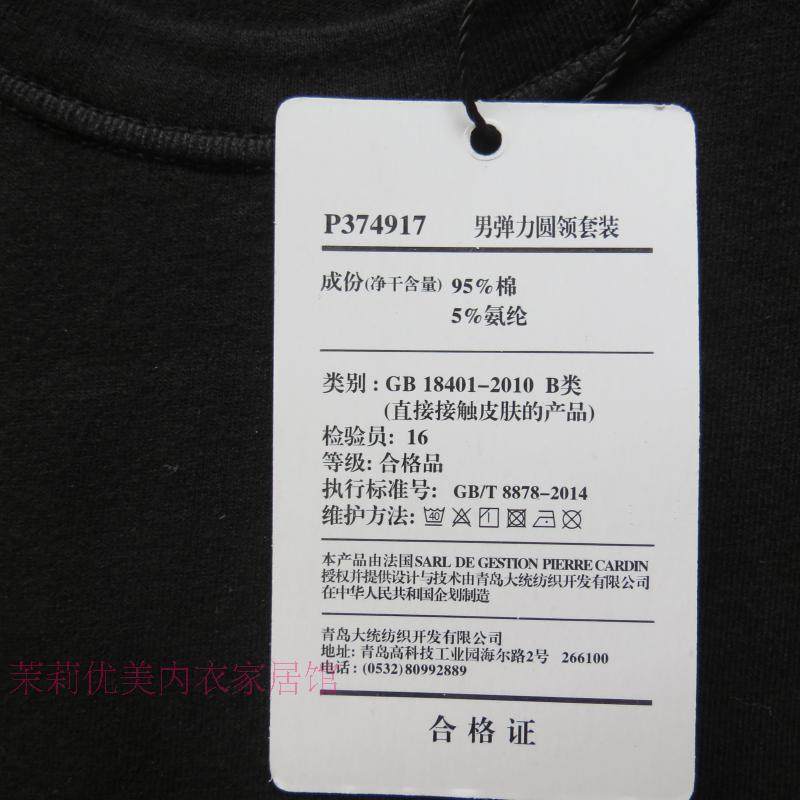 P374917 男弹力圆领套装
成份(净干含量) 95%棉
5%氨纶
类别：GB 18401-2010 B类
(直接接触皮肤的产品)
检验员: 16
等级: 合格品
执行标准号: GB/T 8878-2014
维护方法: 40
本产品由法国SARL DE GESTION PIERRE CARDIN
授权并提供设计与技术由青岛大统纺织开发有限公司
在中华人民共和国企划制造
青岛大统纺织开发有限公司
地址: 青岛高科技工业园海尔路2号 266100
电话: (0532)80992889
合格证
茉莉优美内衣家居馆